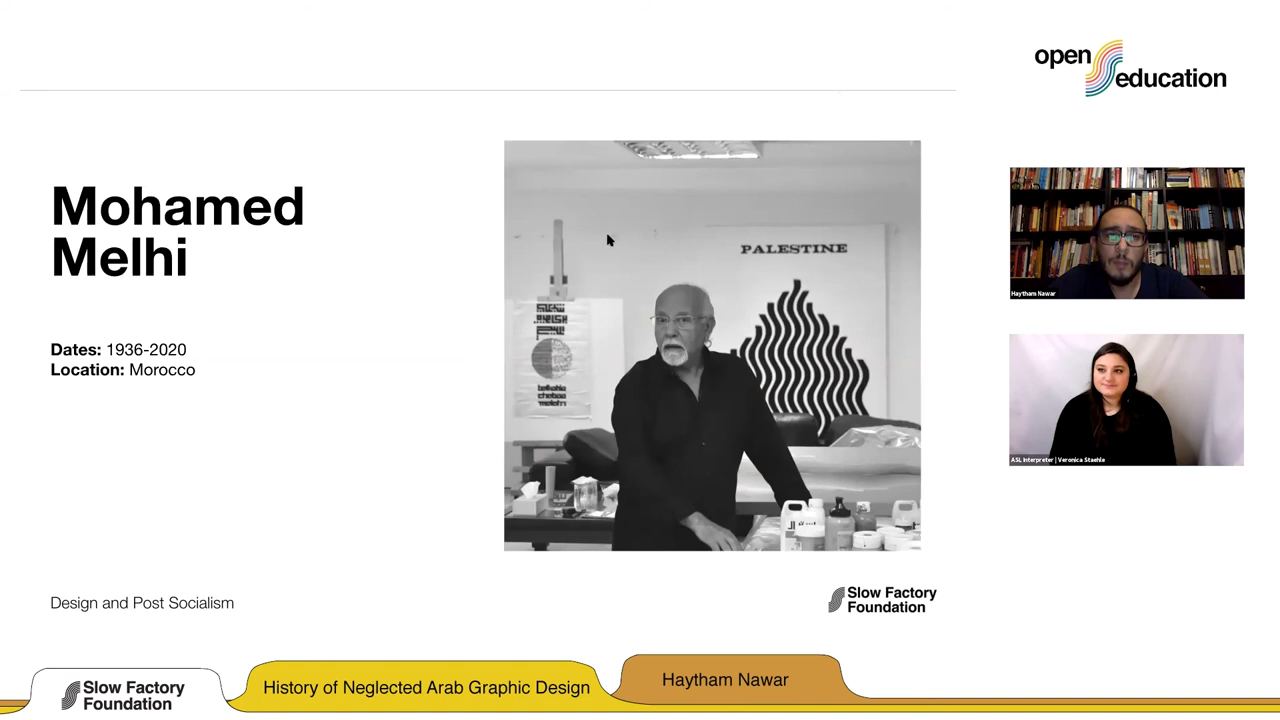 open
education
Mohamed
Melhi
Dates: 1936-2020
Location: Morocco
PALESTINE
Haytham Nawar
ASL Interpreter | Veronica Staehle
Design and Post Socialism
Slow Factory
Foundation
Slow Factory
Foundation
History of Neglected Arab Graphic Design
Haytham Nawar